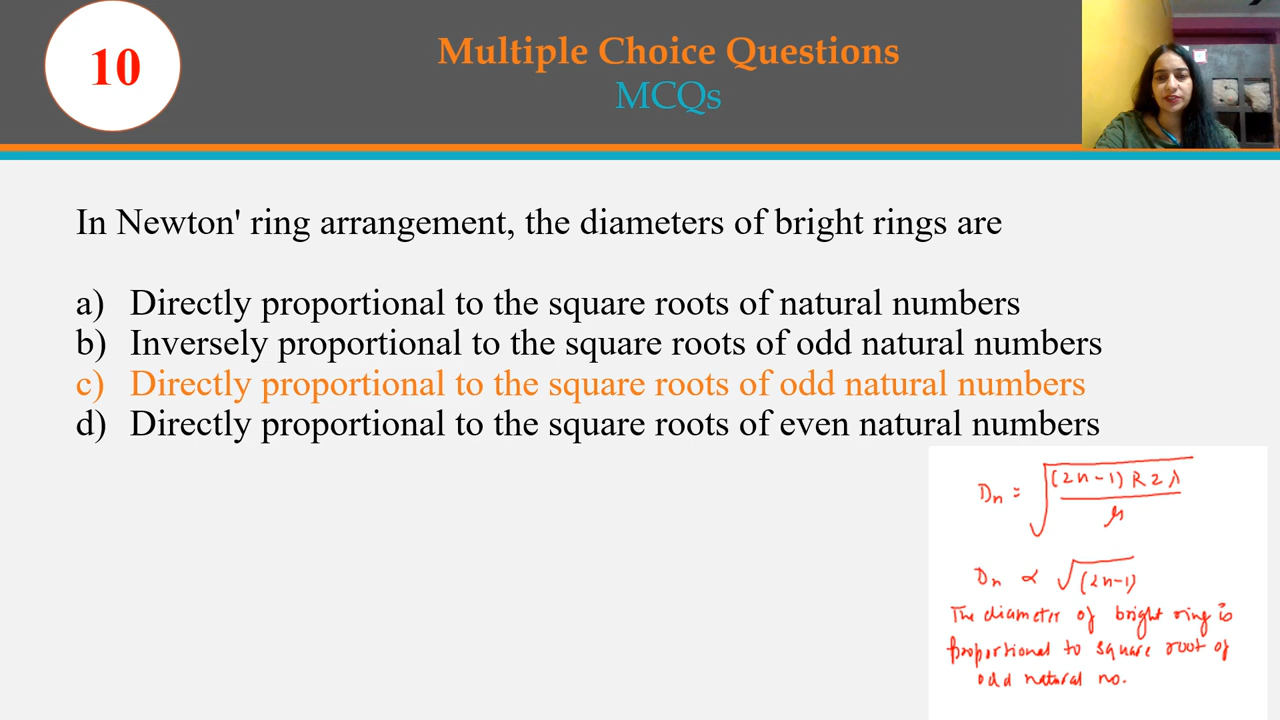 10
Multiple Choice Questions
MCQs
In Newton' ring arrangement, the diameters of bright rings are
a) Directly proportional to the square roots of natural numbers
b) Inversely proportional to the square roots of odd natural numbers
c) Directly proportional to the square roots of odd natural numbers
d) Directly proportional to the square roots of even natural numbers
Dn = √((2n-1) R2λ / μ)
Dn ∝ √(2n-1)
The diameter of bright ring is
proportional to square root of
odd natural no.